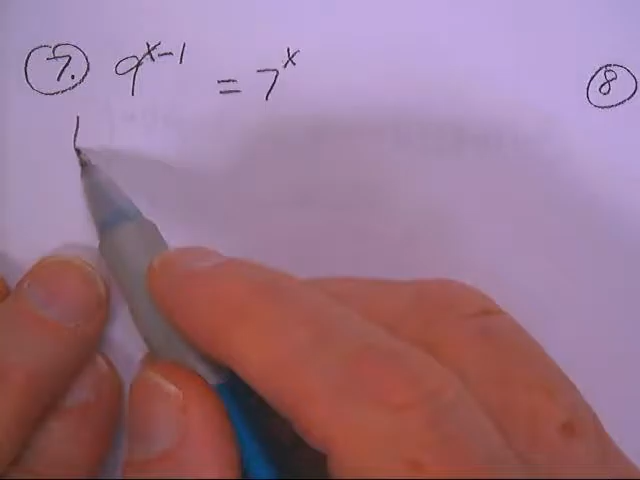 7. 9^{x-1} = 7^x
8
l